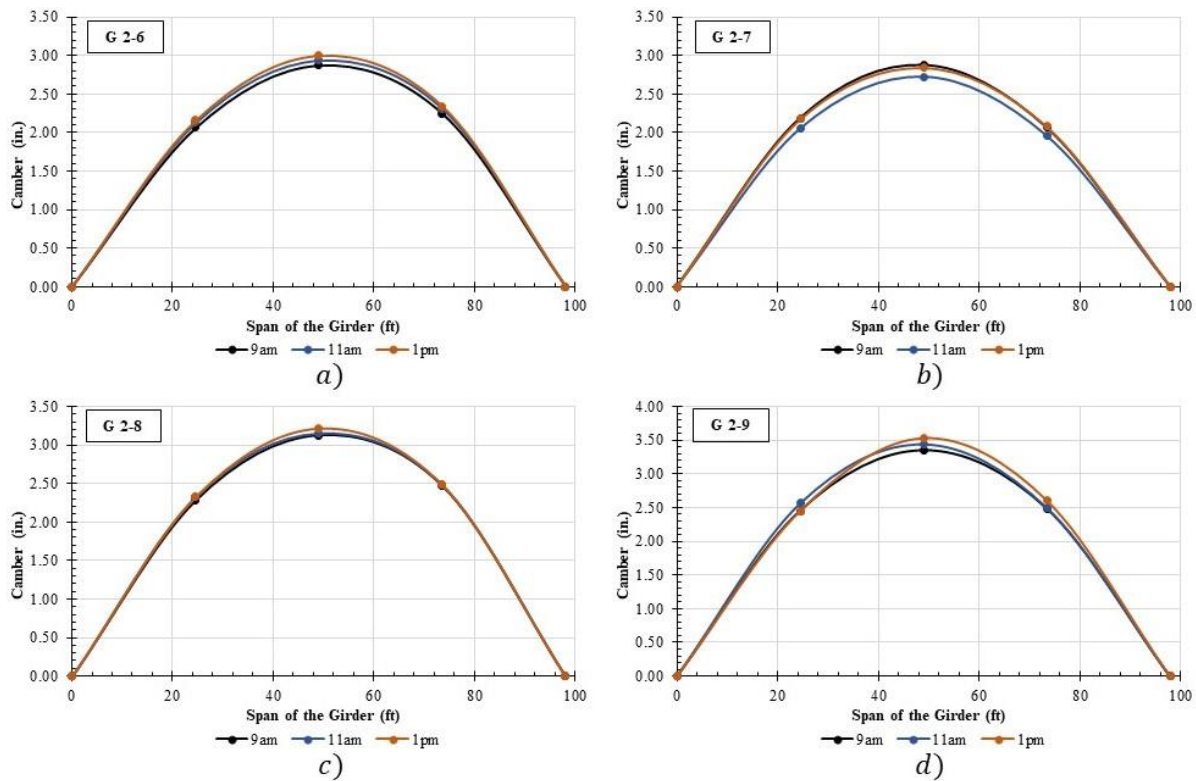 G 2-6
Camber (in.)
3.50
3.00
2.50
2.00
1.50
1.00
0.50
0.00
0 20 40 60 80 100
Span of the Girder (ft)
9am 11am 1pm
a)
G 2-7
Camber (in.)
3.50
3.00
2.50
2.00
1.50
1.00
0.50
0.00
0 20 40 60 80 100
Span of the Girder (ft)
9am 11am 1pm
b)
G 2-8
Camber (in.)
3.50
3.00
2.50
2.00
1.50
1.00
0.50
0.00
0 20 40 60 80 100
Span of the Girder (ft)
9am 11am 1pm
c)
G 2-9
Camber (in.)
4.00
3.50
3.00
2.50
2.00
1.50
1.00
0.50
0.00
0 20 40 60 80 100
Span of the Girder (ft)
9am 11am 1pm
d)